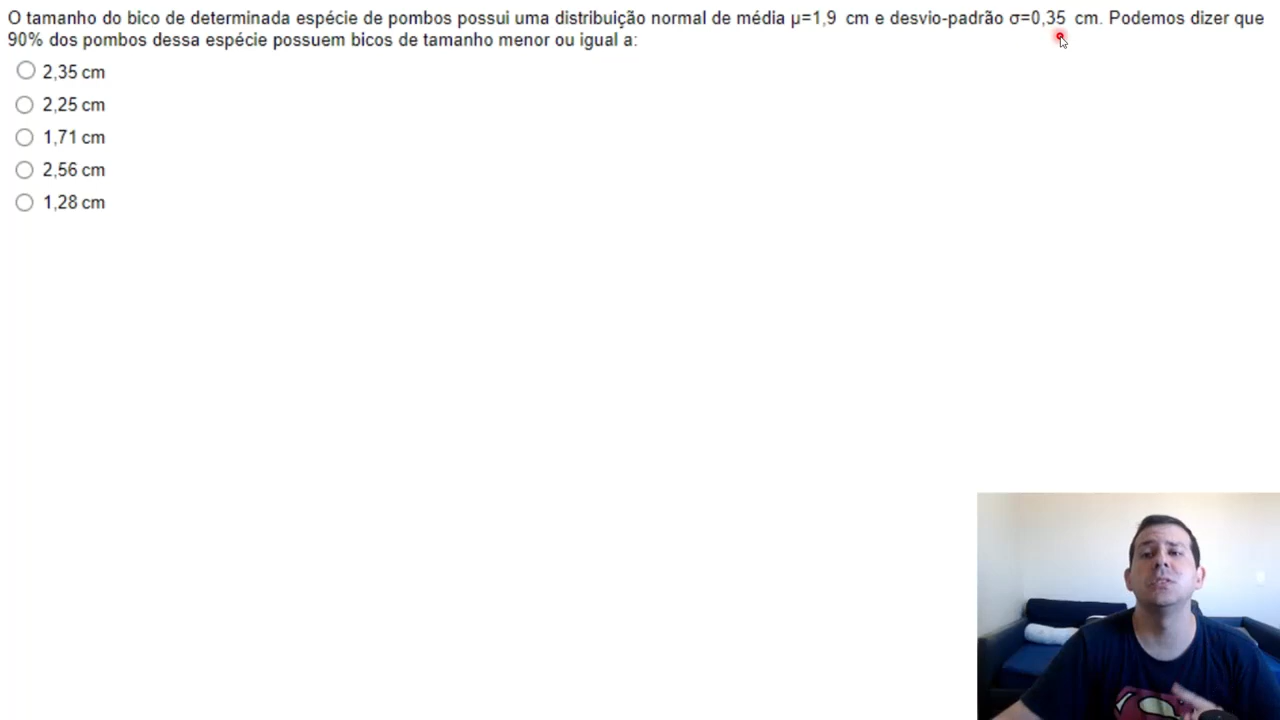 O tamanho do bico de determinada espécie de pombos possui uma distribuição normal de média μ=1,9 cm e desvio-padrão σ=0,35 cm. Podemos dizer que
90% dos pombos dessa espécie possuem bicos de tamanho menor ou igual a:
2,35 cm
2,25 cm
1,71 cm
2,56 cm
1,28 cm